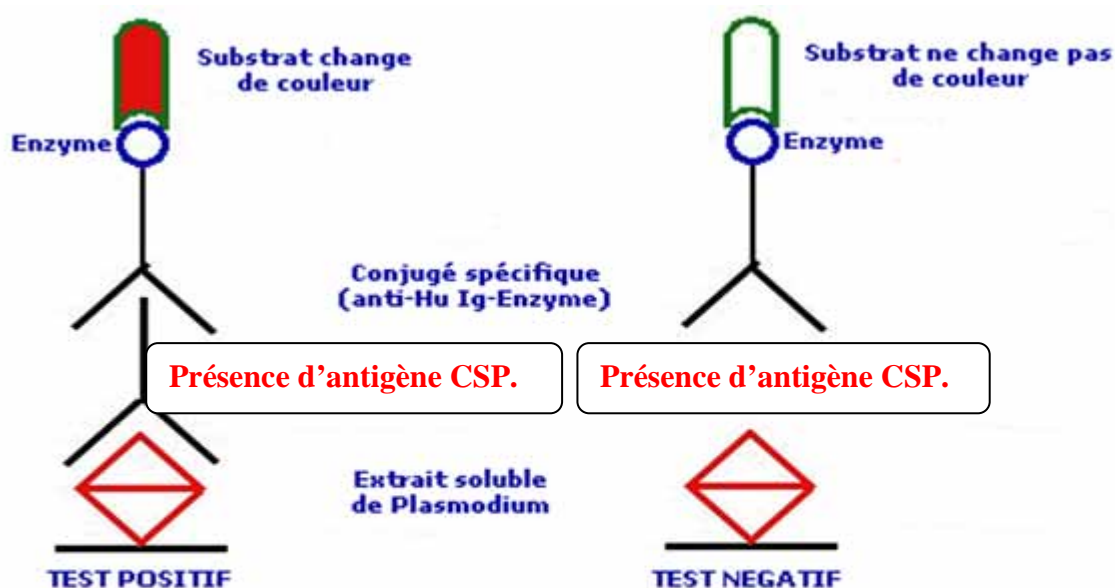 Substrat change
de couleur
Substrat ne change pas
de couleur
Enzyme
Enzyme
Conjugé spécifique
(anti-Hu Ig-Enzyme)
Présence d’antigène CSP.
Présence d’antigène CSP.
Extrait soluble
de Plasmodium
TEST POSITIF
TEST NEGATIF